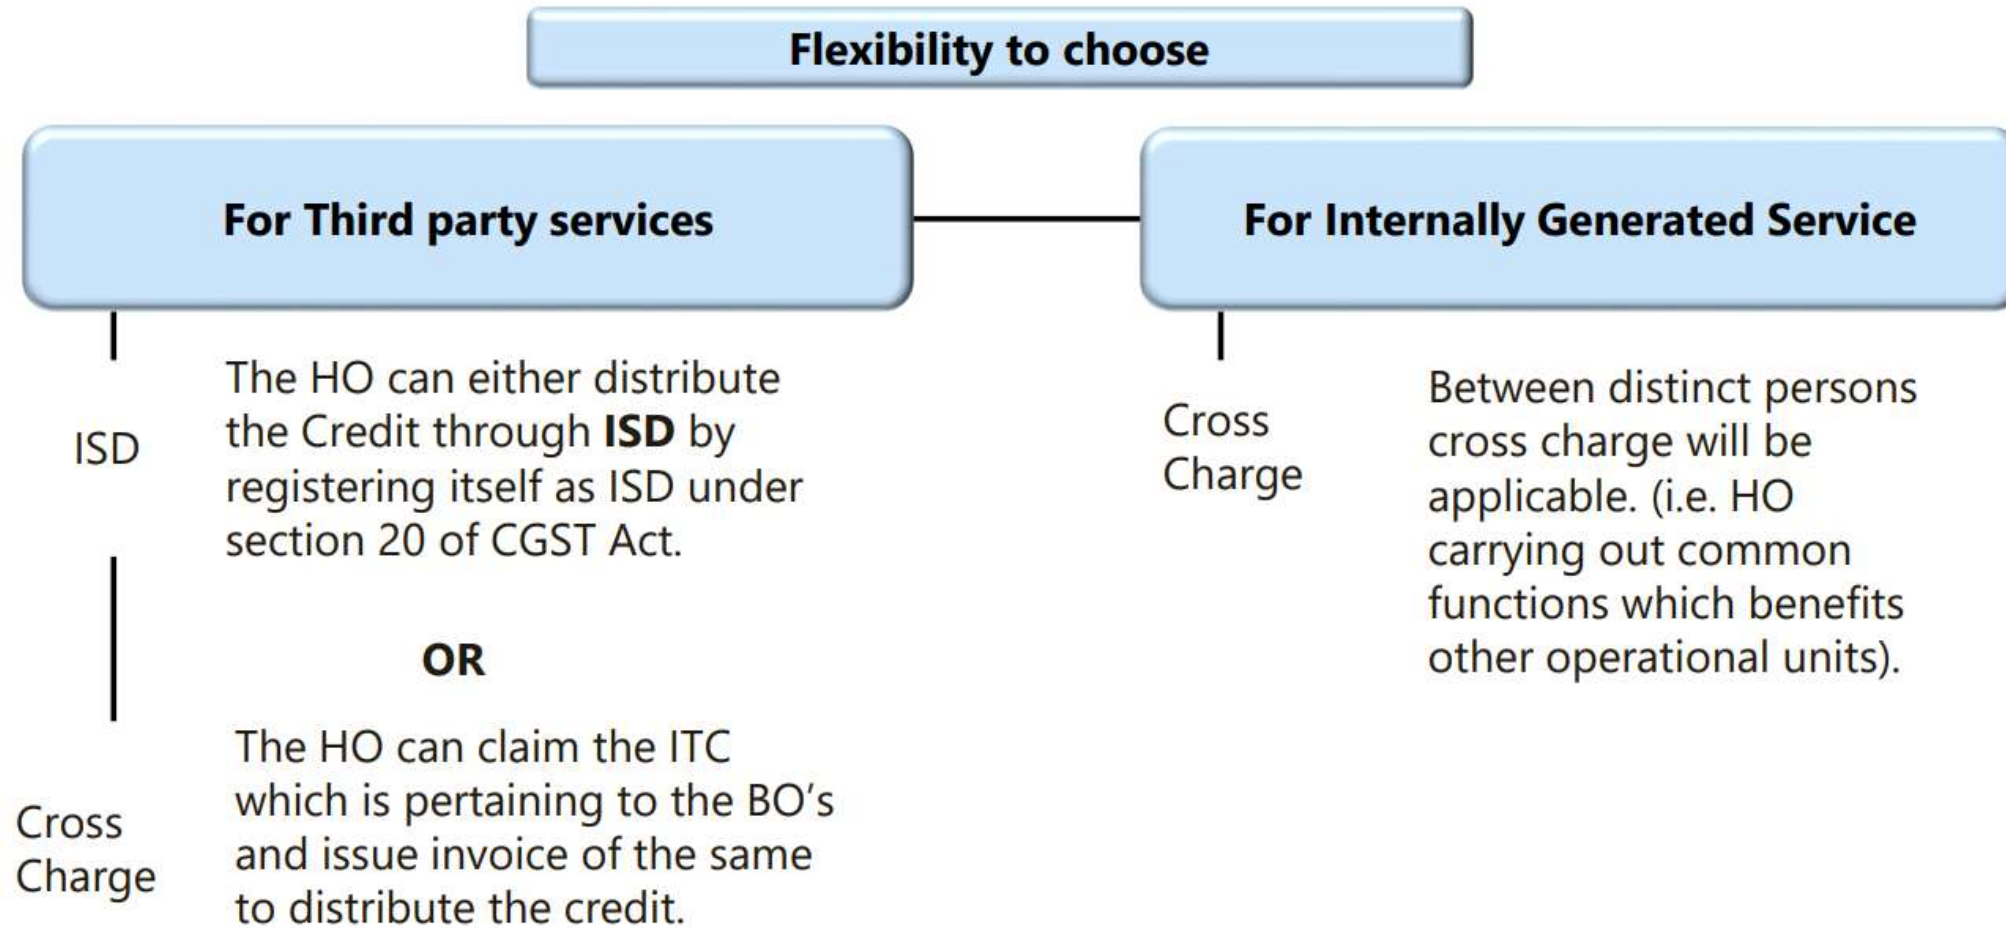 Flexibility to choose
For Third party services
ISD
The HO can either distribute
the Credit through ISD by
registering itself as ISD under
section 20 of CGST Act.
OR
Cross
Charge
The HO can claim the ITC
which is pertaining to the BO’s
and issue invoice of the same
to distribute the credit.
For Internally Generated Service
Cross
Charge
Between distinct persons
cross charge will be
applicable. (i.e. HO
carrying out common
functions which benefits
other operational units).